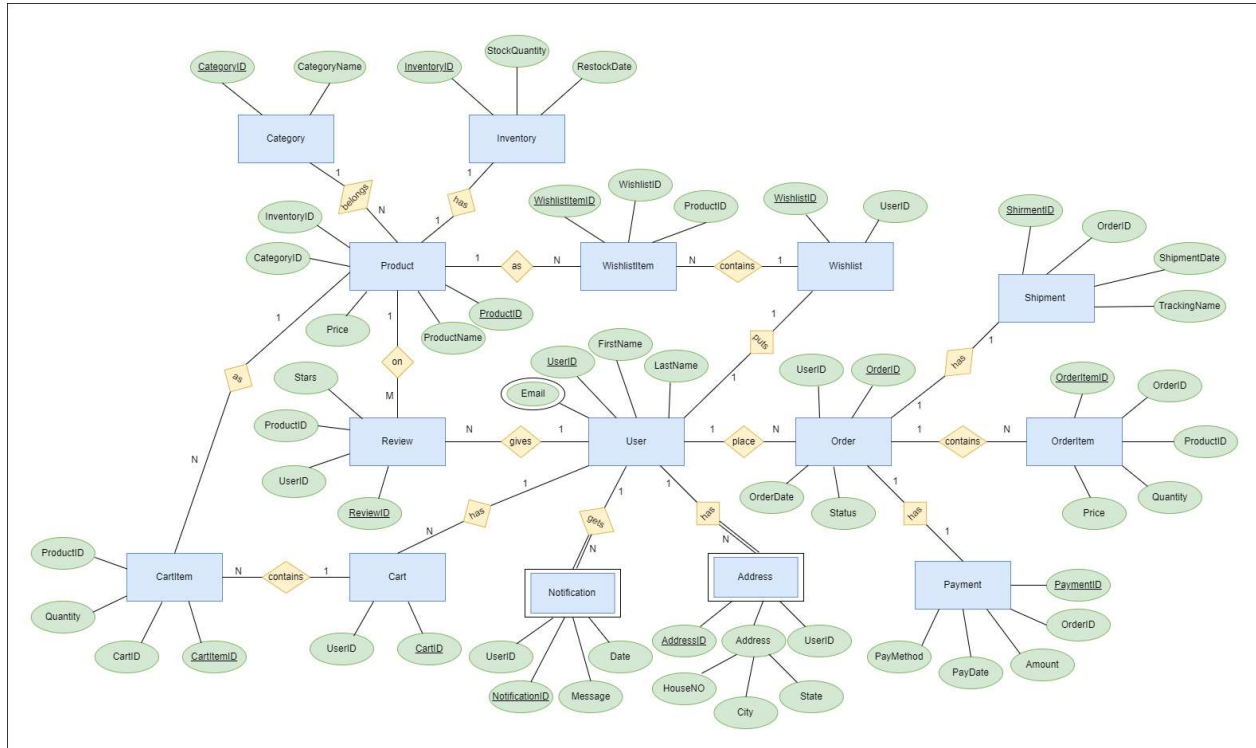 StockQuantity
CategoryID
CategoryName
InventoryID
RestockDate
Category
Inventory
1
1
belongs
has
N
1
WishlistItemID
WishlistID
ProductID
WishlistID
UserID
ShirmentID
OrderID
InventoryID
CategoryID
Product
1
as
N
WishlistItem
N
contains
1
Wishlist
ShipmentDate
Shipment
TrackingName
Price
ProductName
ProductID
1
1
1
puts
1
1
has
1
as
on
M
N
Stars
ProductID
UserID
ReviewID
Review
N
gives
1
Email
UserID
FirstName
LastName
User
1
place
N
UserID
OrderID
Order
OrderDate
Status
1
contains
N
OrderItemID
OrderID
OrderItem
ProductID
Quantity
Price
1
has
N
1
gets
N
1
has
N
1
has
1
ProductID
Quantity
CartID
CartItemID
CartItem
N
contains
1
Cart
UserID
CartID
Notification
UserID
NotificationID
Message
Date
Address
AddressID
Address
UserID
HouseNO
City
State
Payment
PaymentID
OrderID
Amount
PayDate
PayMethod